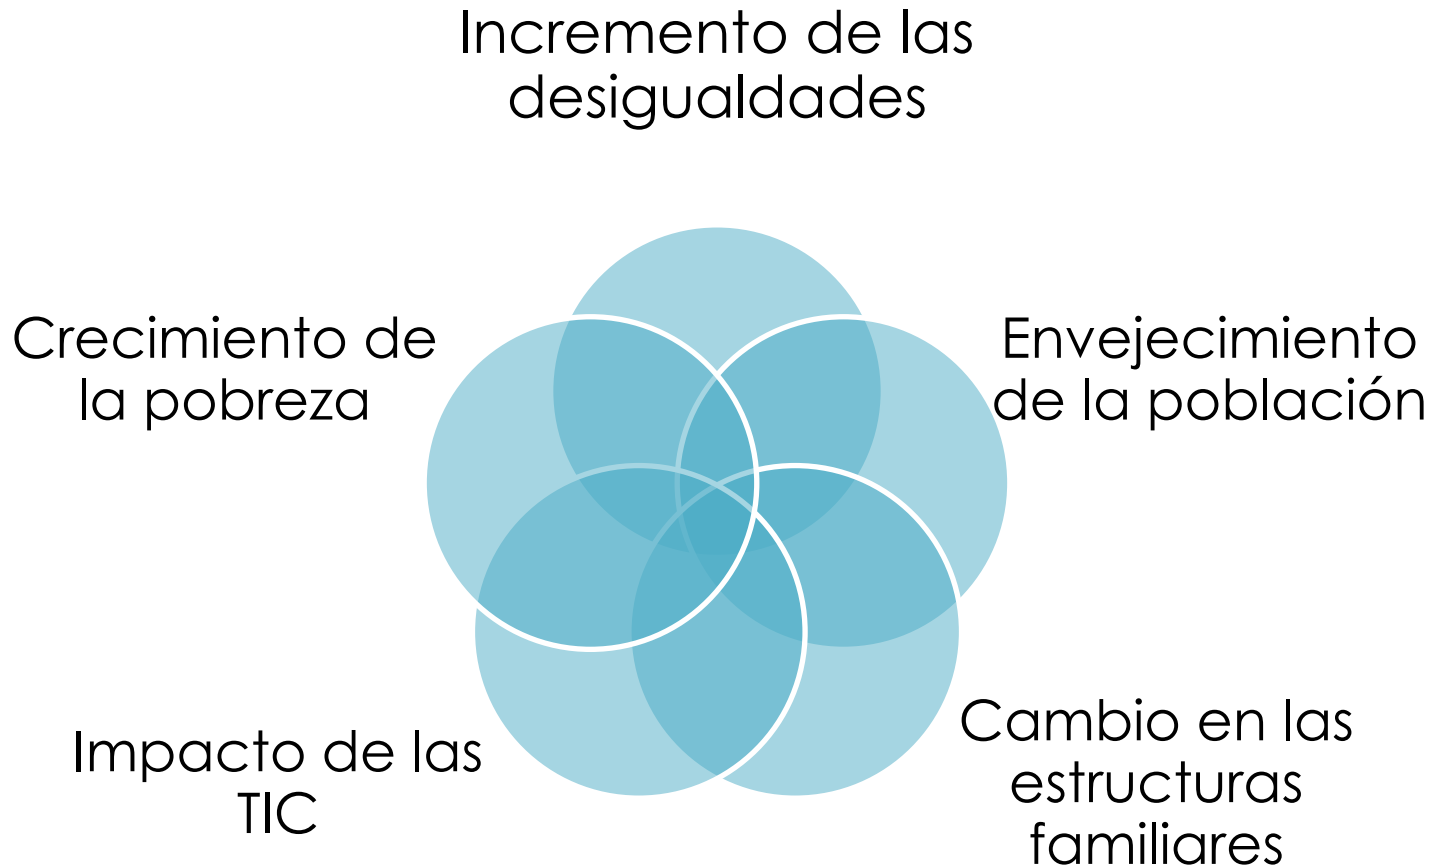 Incremento de las
desigualdades
Crecimiento de
la pobreza
Envejecimiento
de la población
Impacto de las
TIC
Cambio en las
estructuras
familiares